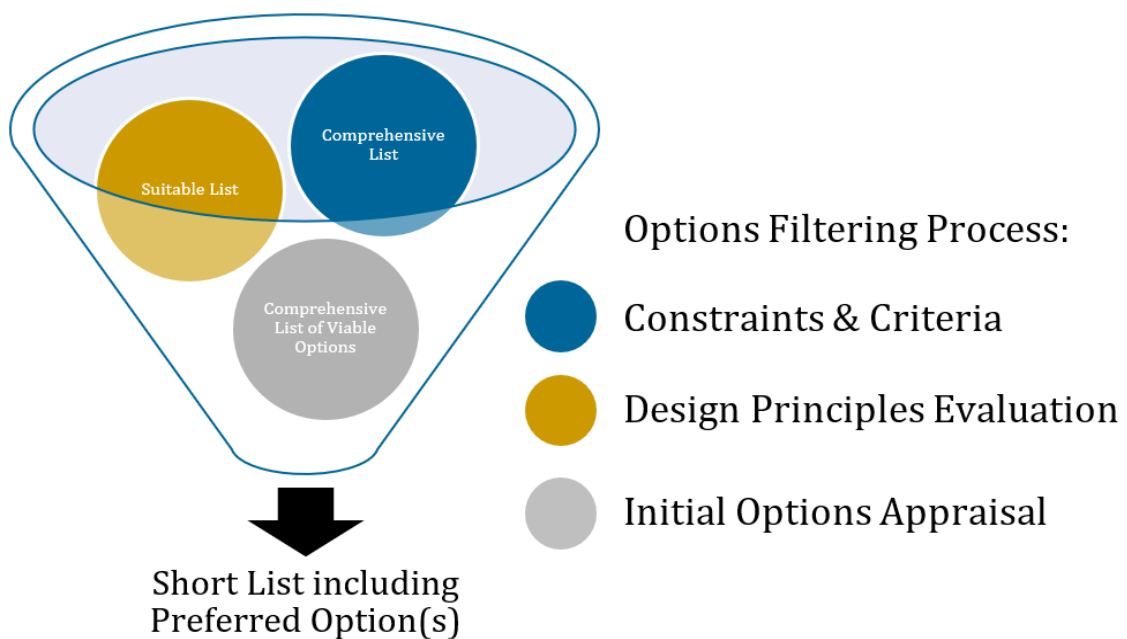 Comprehensive
List
Suitable List
Comprehensive
List of Viable
Options
Short List including
Preferred Option(s)
Options Filtering Process:
Constraints & Criteria
Design Principles Evaluation
Initial Options Appraisal